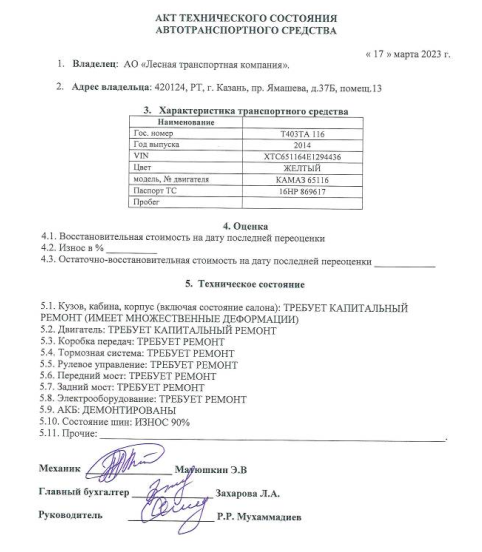 АКТ ТЕХНИЧЕСКОГО СОСТОЯНИЯ
АВТОТРАНСПОРТНОГО СРЕДСТВА
« 17 » марта 2023 г.
1. Владелец: АО «Лесная транспортная компания».
2. Адрес владельца: 420124, РТ, г. Казань, пр. Ямашева, д.37Б, помещ.13
3. Характеристика транспортного средства
Наименование
Гос. номер Т403ТА 116
Год выпуска 2014
VIN XTC651164E1294436
Цвет ЖЕЛТЫЙ
модель, № двигателя КАМАЗ 65116
Паспорт ТС 16НР 869617
Пробег
4. Оценка
4.1. Восстановительная стоимость на дату последней переоценки
4.2. Износ в % __________
4.3. Остаточно-восстановительная стоимость на дату последней переоценки ____________
5. Техническое состояние
5.1. Кузов, кабина, корпус (включая состояние салона): ТРЕБУЕТ КАПИТАЛЬНЫЙ
РЕМОНТ (ИМЕЕТ МНОЖЕСТВЕННЫЕ ДЕФОРМАЦИИ)
5.2. Двигатель: ТРЕБУЕТ КАПИТАЛЬНЫЙ РЕМОНТ
5.3. Коробка передач: ТРЕБУЕТ РЕМОНТ
5.4. Тормозная система: ТРЕБУЕТ РЕМОНТ
5.5. Рулевое управление: ТРЕБУЕТ РЕМОНТ
5.6. Передний мост: ТРЕБУЕТ РЕМОНТ
5.7. Задний мост: ТРЕБУЕТ РЕМОНТ
5.8. Электрооборудование: ТРЕБУЕТ РЕМОНТ
5.9. АКБ: ДЕМОНТИРОВАНЫ
5.10. Состояние шин: ИЗНОС 90%
5.11. Прочие: ____________________.
Механик Матюшкин Э.В
Главный бухгалтер Захарова Л.А.
Руководитель Р.Р. Мухаммадиев